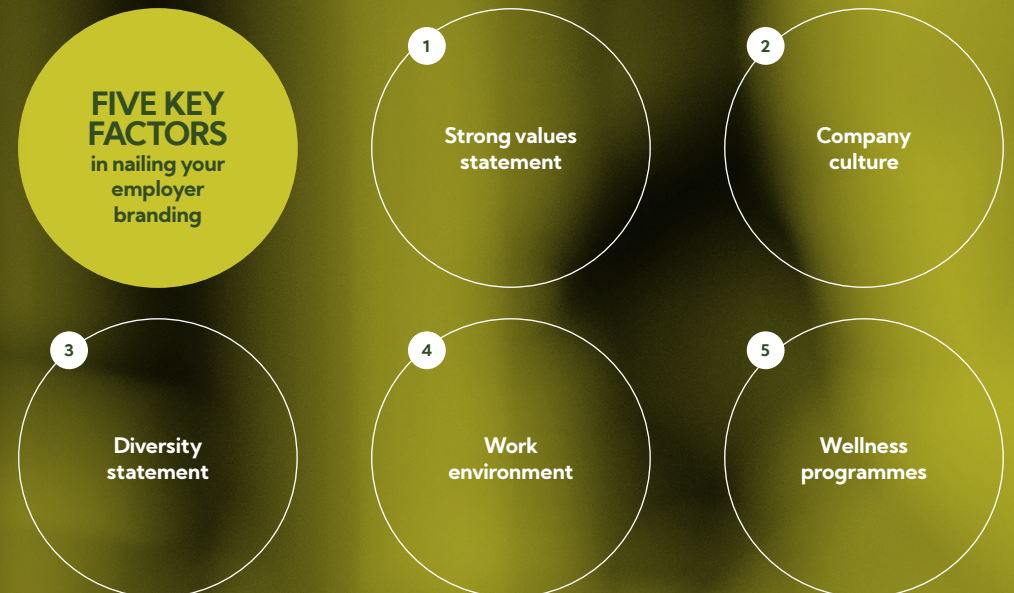 FIVE KEY
FACTORS
in nailing your
employer
branding
1
Strong values
statement
2
Company
culture
3
Diversity
statement
4
Work
environment
5
Wellness
programmes